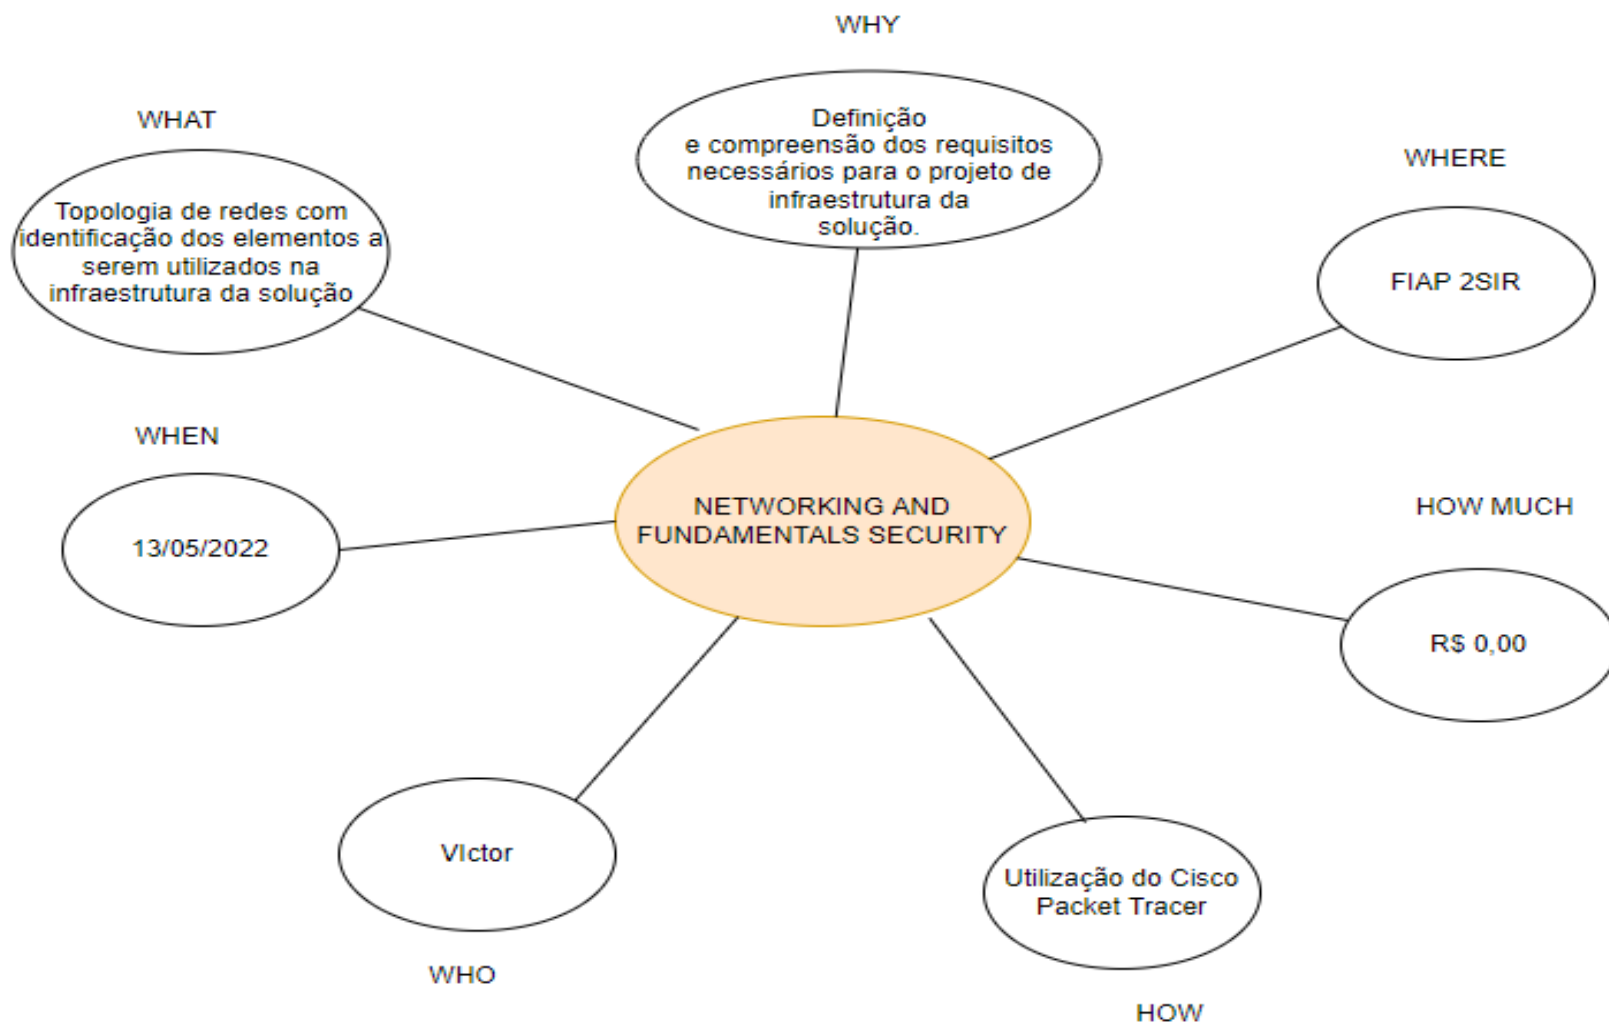 WHY
WHAT
Definição
e compreensão dos requisitos
necessários para o projeto de
infraestrutura da
solução.
WHERE
Topologia de redes com
identificação dos elementos a
serem utilizados na
infraestrutura da solução
FIAP 2SIR
WHEN
NETWORKING AND
FUNDAMENTALS SECURITY
HOW MUCH
13/05/2022
R$ 0,00
VIctor
Utilização do Cisco
Packet Tracer
WHO
HOW